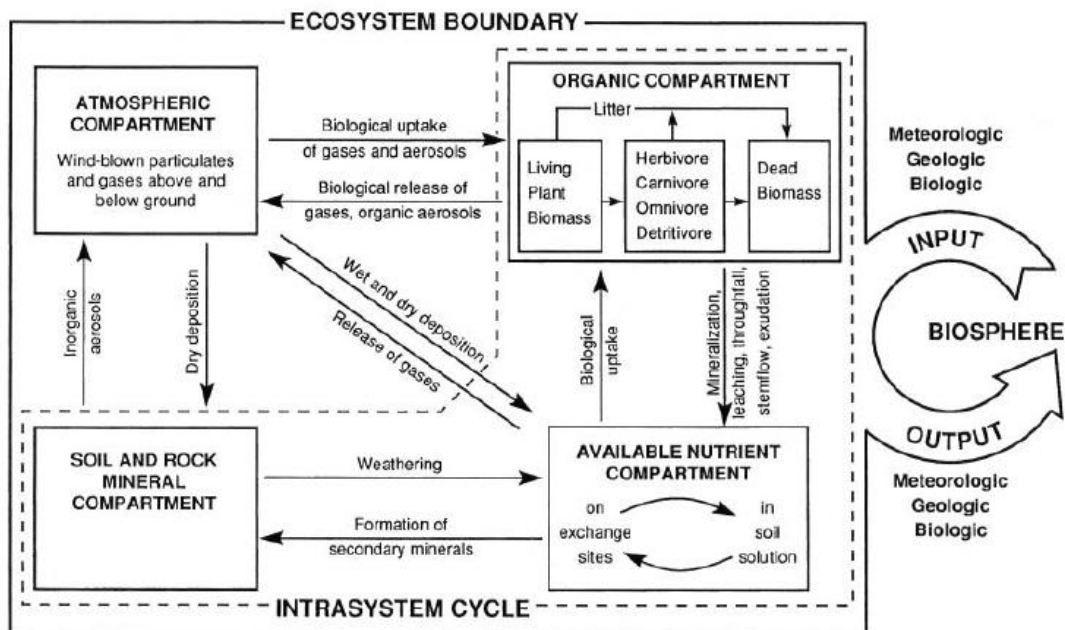 ECOSYSTEM BOUNDARY
ATMOSPHERIC
COMPARTMENT
Wind-blown particulates
and gases above and
below ground
Biological uptake
of gases and aerosols
Biological release of
gases, organic aerosols
ORGANIC COMPARTMENT
Litter
Living
Plant
Biomass
Herbivore
Carnivore
Omnivore
Detritivore
Dead
Biomass
Meteorologic
Geologic
Biologic
INPUT
BIOSPHERE
OUTPUT
Meteorologic
Geologic
Biologic
Inorganic
aerosols
Dry deposition
Wet and dry deposition
Release of gases
Biological
uptake
Mineralization,
leaching, throughfall,
stemflow, exudation
SOIL AND ROCK
MINERAL
COMPARTMENT
Weathering
Formation of
secondary minerals
AVAILABLE NUTRIENT
COMPARTMENT
on
exchange
sites
in
soil
solution
INTRASYSTEM CYCLE